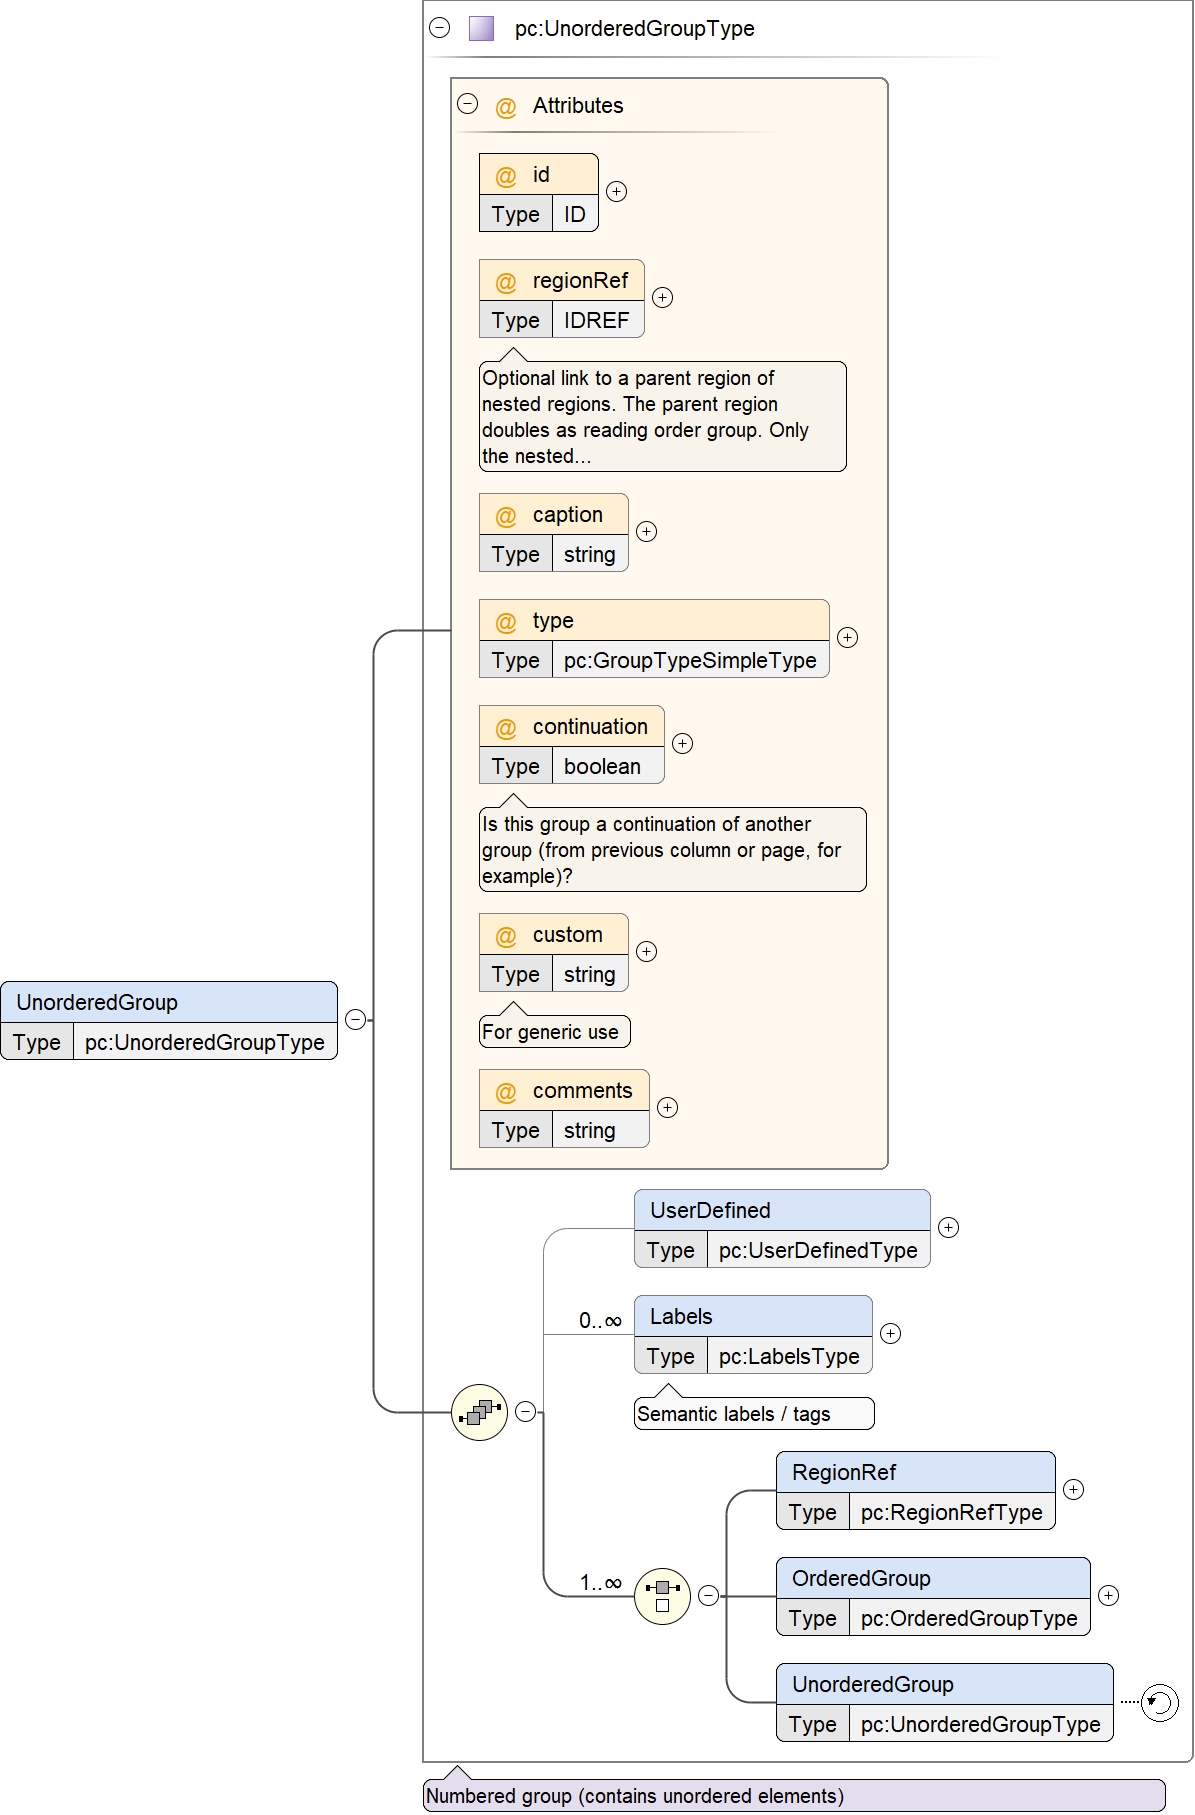 pc:UnorderedGroupType
@ Attributes
@ id
Type ID
@ regionRef
Type IDREF
Optional link to a parent region of
nested regions. The parent region
doubles as reading order group. Only
the nested...
@ caption
Type string
@ type
Type pc:GroupTypeSimpleType
@ continuation
Type boolean
Is this group a continuation of another
group (from previous column or page, for
example)?
@ custom
Type string
For generic use
@ comments
Type string
UnorderedGroup
Type pc:UnorderedGroupType
UserDefined
Type pc:UserDefinedType
0..∞
Labels
Type pc:LabelsType
Semantic labels / tags
1..∞
RegionRef
Type pc:RegionRefType
OrderedGroup
Type pc:OrderedGroupType
UnorderedGroup
Type pc:UnorderedGroupType
Numbered group (contains unordered elements)